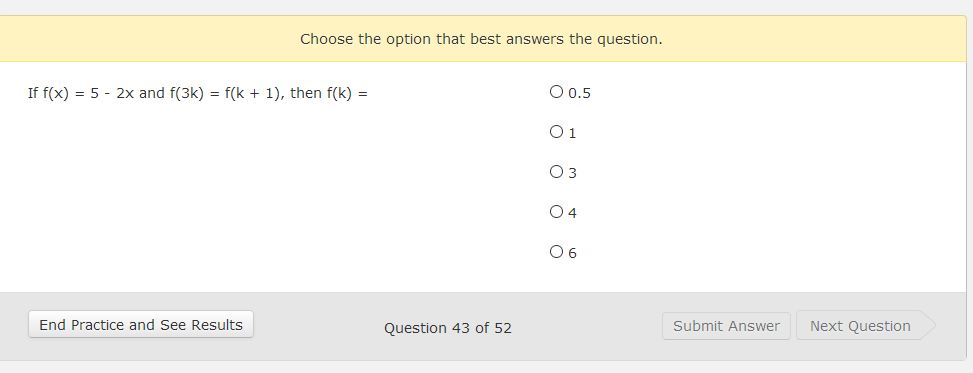 Choose the option that best answers the question.
If f(x) = 5 - 2x and f(3k) = f(k + 1), then f(k) =
0.5
1
3
4
6
End Practice and See Results
Question 43 of 52
Submit Answer
Next Question